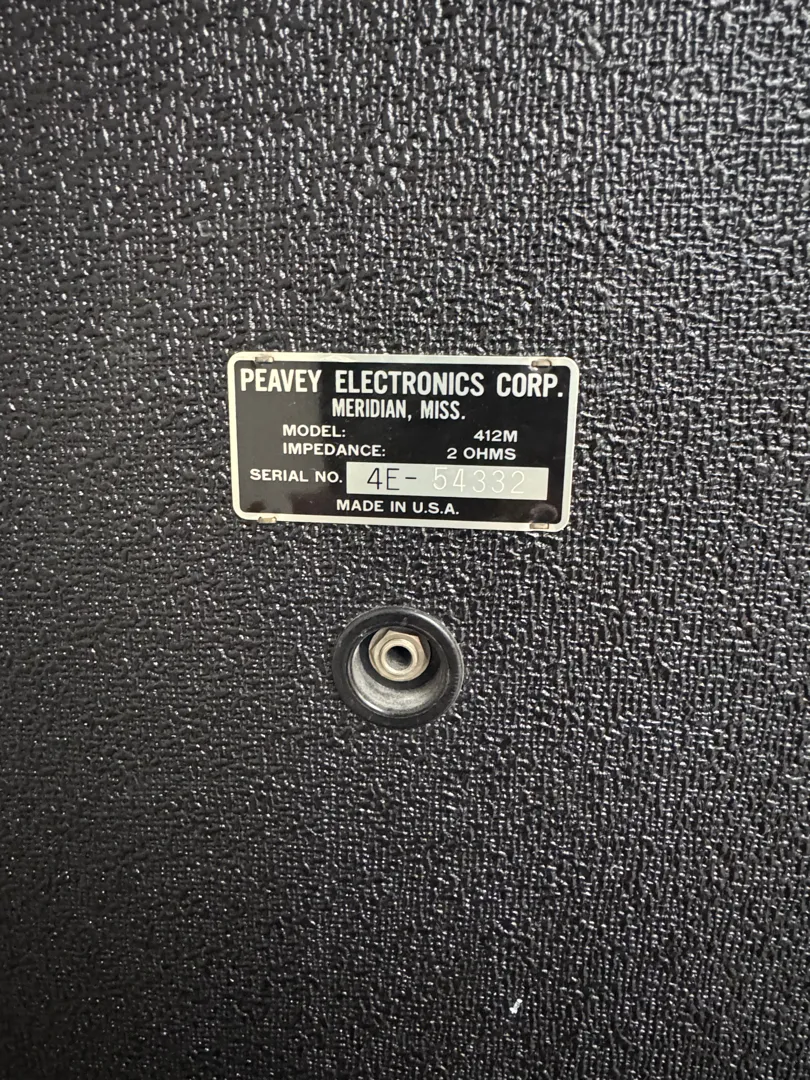 PEAVEY ELECTRONICS CORP.
MERIDIAN, MISS.
MODEL: 412M
IMPEDANCE: 2 OHMS
SERIAL NO. 4E- 54332
MADE IN U.S.A.